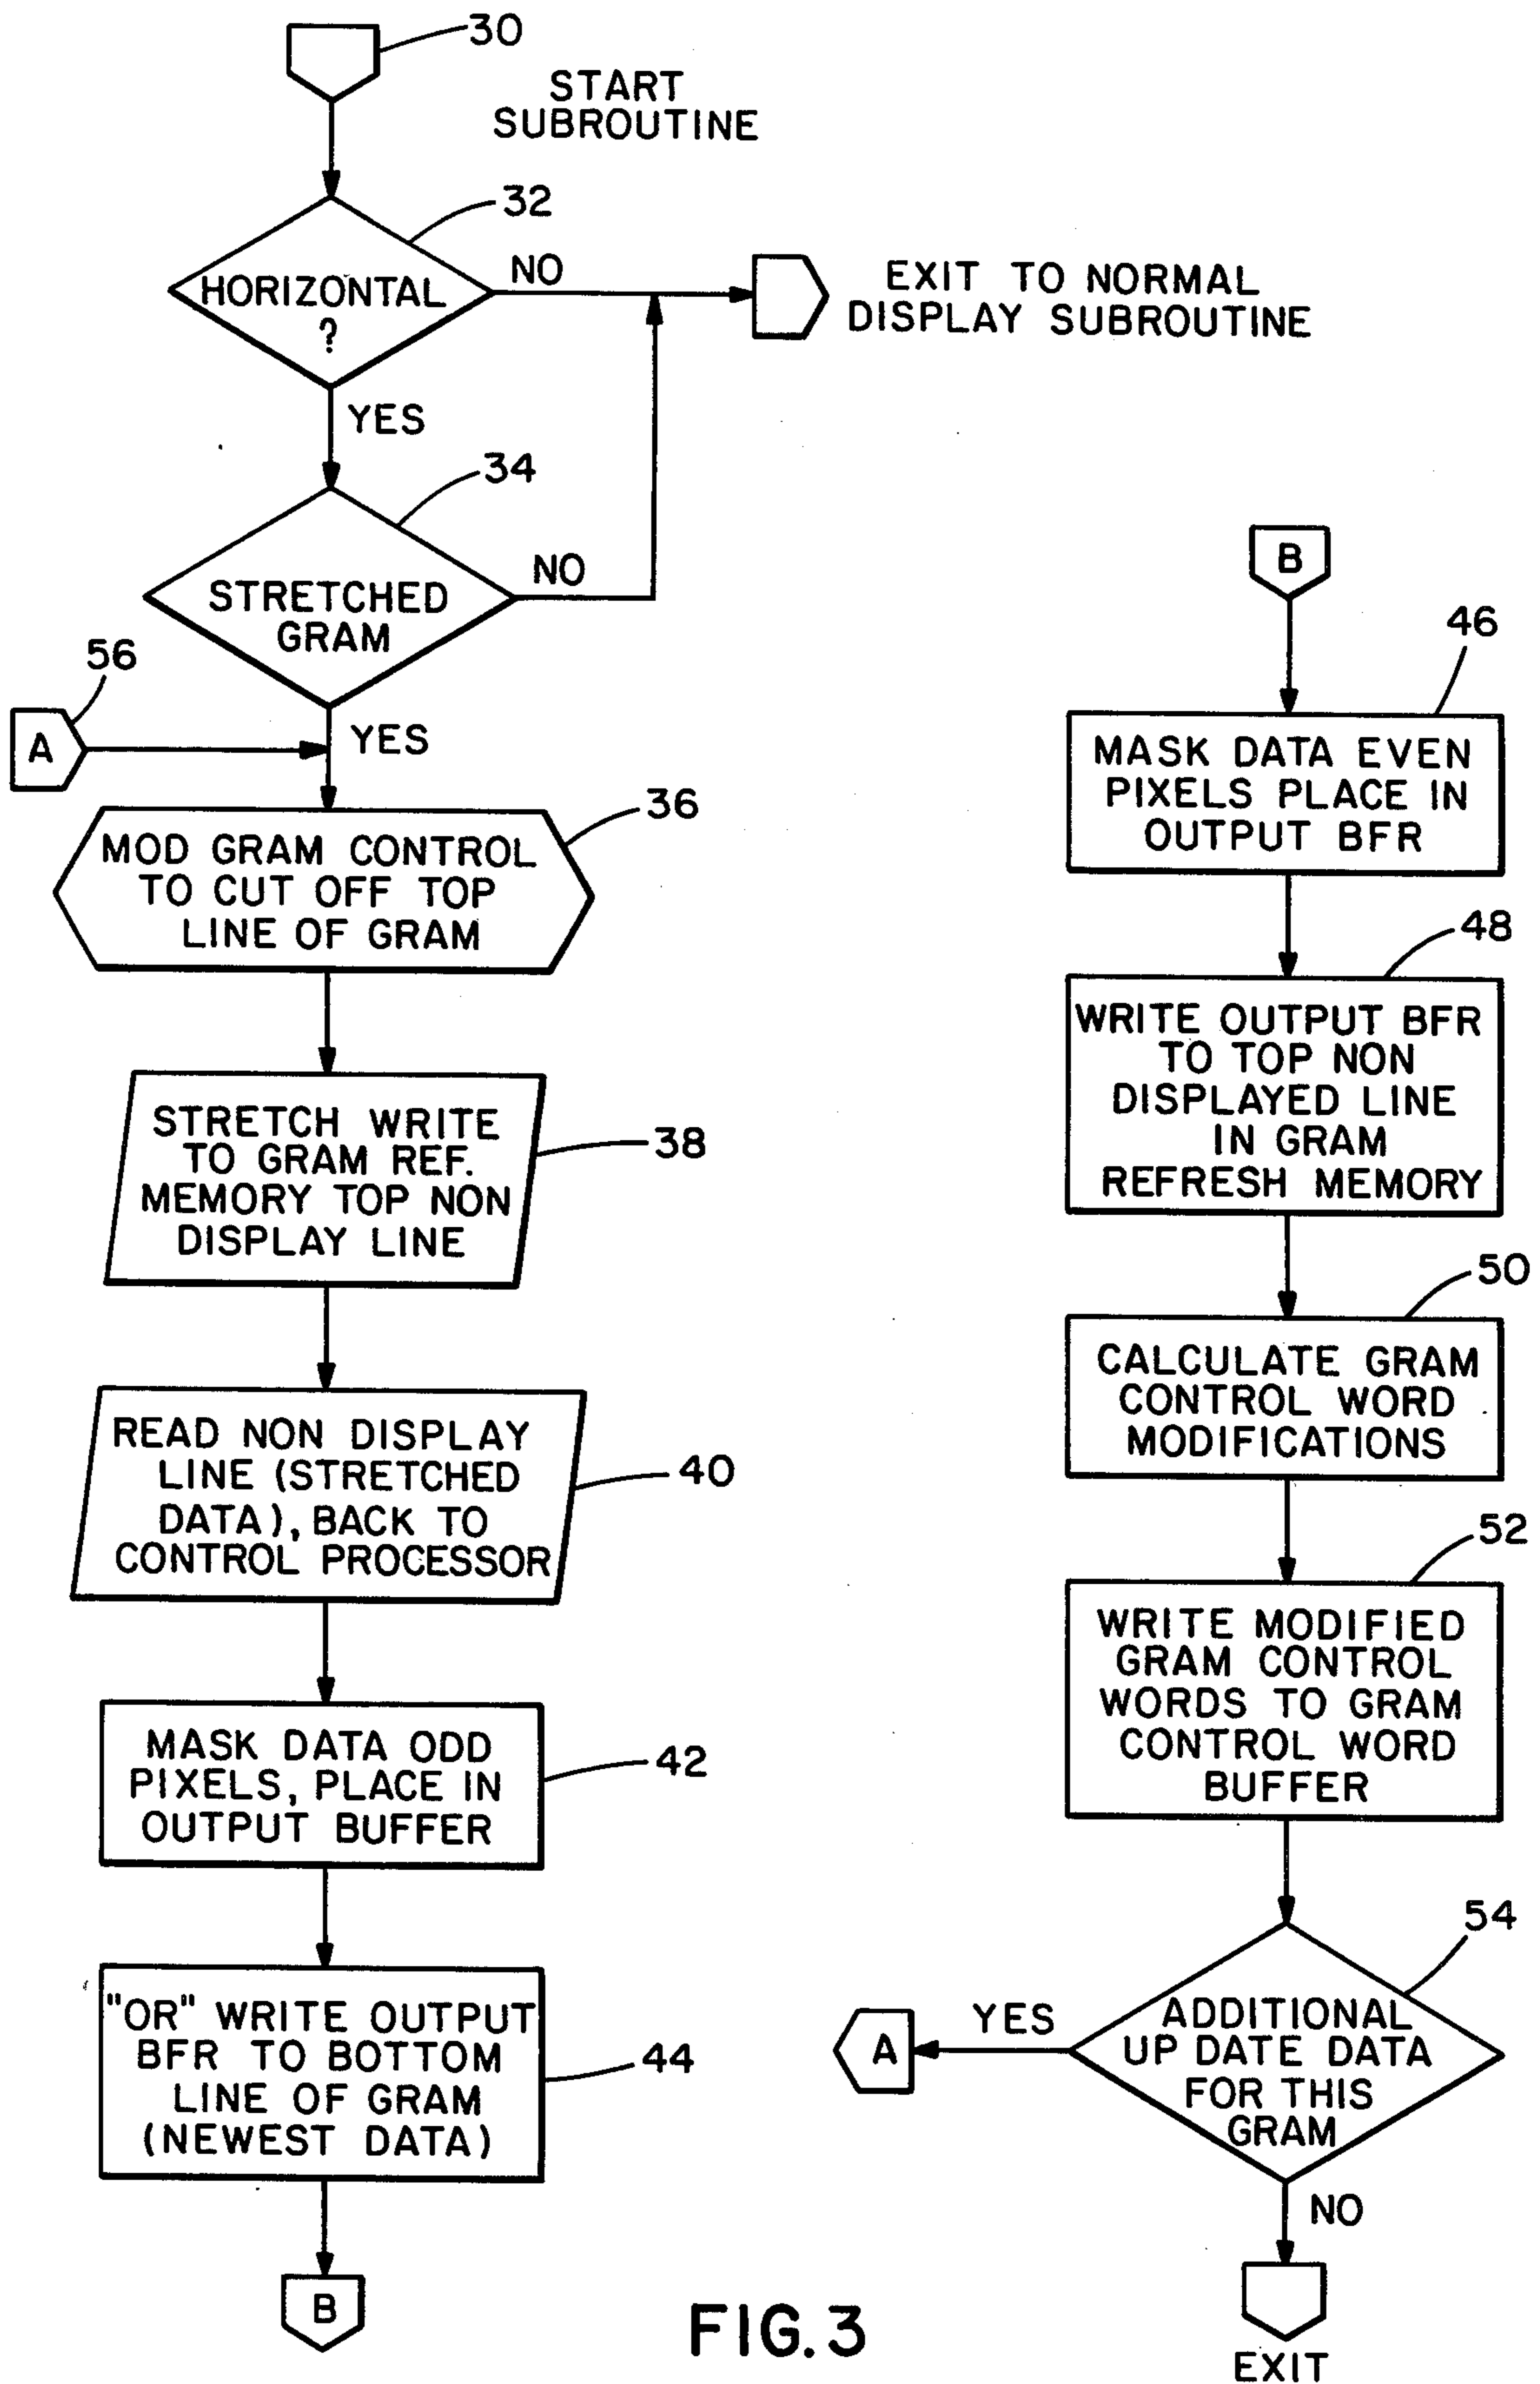 30
START
SUBROUTINE
32
HORIZONTAL
?
NO
EXIT TO NORMAL
DISPLAY SUBROUTINE
YES
34
STRETCHED
GRAM
NO
56
A
YES
36
MOD GRAM CONTROL
TO CUT OFF TOP
LINE OF GRAM
38
STRETCH WRITE
TO GRAM REF.
MEMORY TOP NON
DISPLAY LINE
40
READ NON DISPLAY
LINE (STRETCHED
DATA), BACK TO
CONTROL PROCESSOR
42
MASK DATA ODD
PIXELS, PLACE IN
OUTPUT BUFFER
44
"OR" WRITE OUTPUT
BFR TO BOTTOM
LINE OF GRAM
(NEWEST DATA)
B
B
46
MASK DATA EVEN
PIXELS PLACE IN
OUTPUT BFR
48
WRITE OUTPUT BFR
TO TOP NON
DISPLAYED LINE
IN GRAM
REFRESH MEMORY
50
CALCULATE GRAM
CONTROL WORD
MODIFICATIONS
52
WRITE MODIFIED
GRAM CONTROL
WORDS TO GRAM
CONTROL WORD
BUFFER
54
ADDITIONAL
UP DATE DATA
FOR THIS
GRAM
YES
A
NO
EXIT
FIG. 3